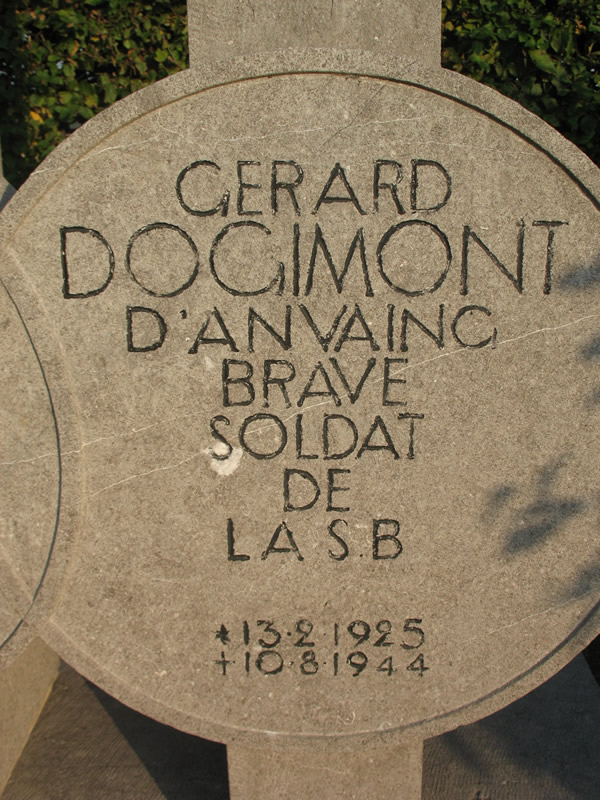 GERARD
DOGIMONT
D'ANVAING
BRAVE
SOLDAT
DE
LA S.B
* 13·2·1925
+ 10·8·1944